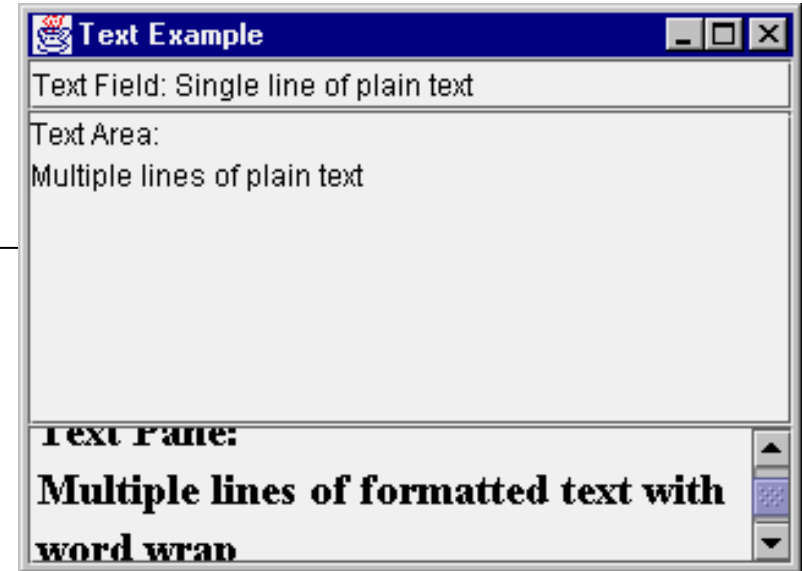 Text Example
Text Field: Single line of plain text
Text Area:
Multiple lines of plain text
Text Pane:
Multiple lines of formatted text with
word wrap